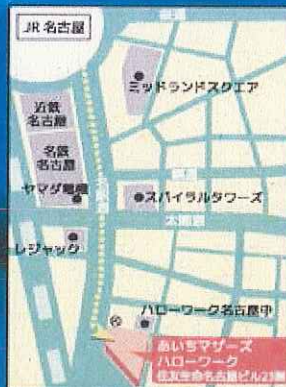 JR 名古屋
ミッドランドスクエア
近鉄
名古屋
名鉄
名古屋
ヤマダ電機
スパイラルタワーズ
太閤通
レジャック
ハローワーク名古屋中
あいちマザーズ
ハローワーク
住友生命名古屋ビル23階